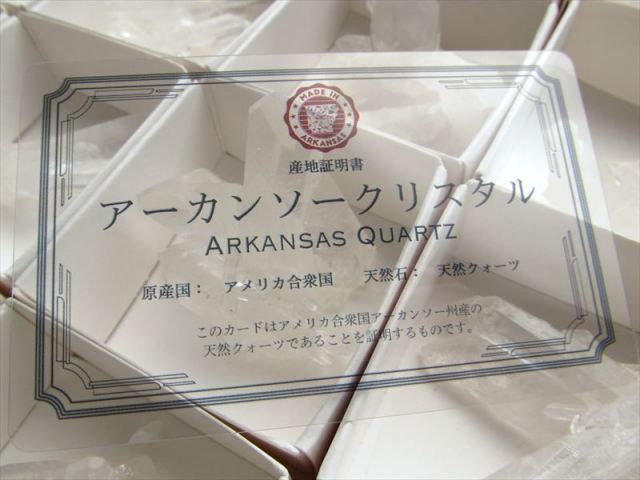 MADE IN
ARKANSAS
産地証明書
アーカンソークリスタル
ARKANSAS QUARTZ
原産国： アメリカ合衆国 天然石： 天然クォーツ
このカードはアメリカ合衆国アーカンソー州産の
天然クォーツであることを証明するものです。